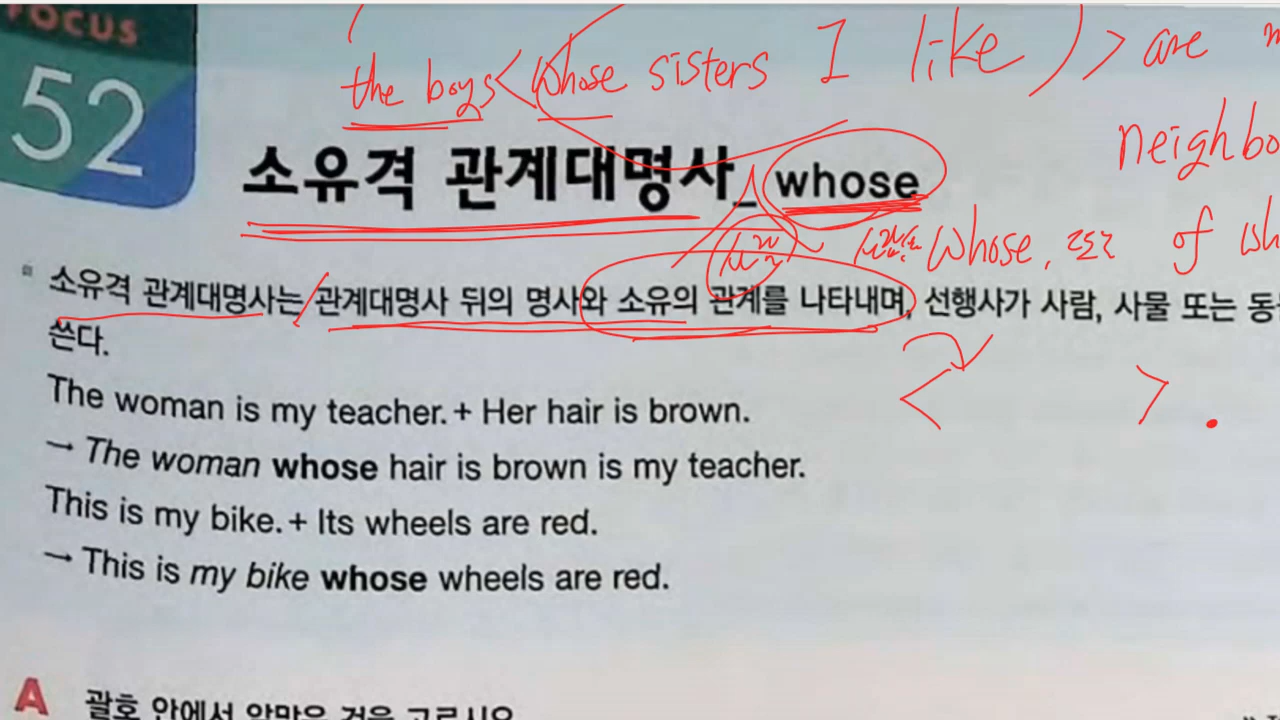 FOCUS
52
the boys <whose sisters I like) > are
neighbo
소유격 관계대명사_whose
whose, 또는 of wh
소유격 관계대명사는 관계대명사 뒤의 명사와 소유의 관계를 나타내며, 선행사가 사람, 사물 또는 동
쓴다.
< > .
The woman is my teacher. + Her hair is brown.
→ The woman whose hair is brown is my teacher.
This is my bike. + Its wheels are red.
→ This is my bike whose wheels are red.
A 괄호 안에서 알맞은 것을 고르시오